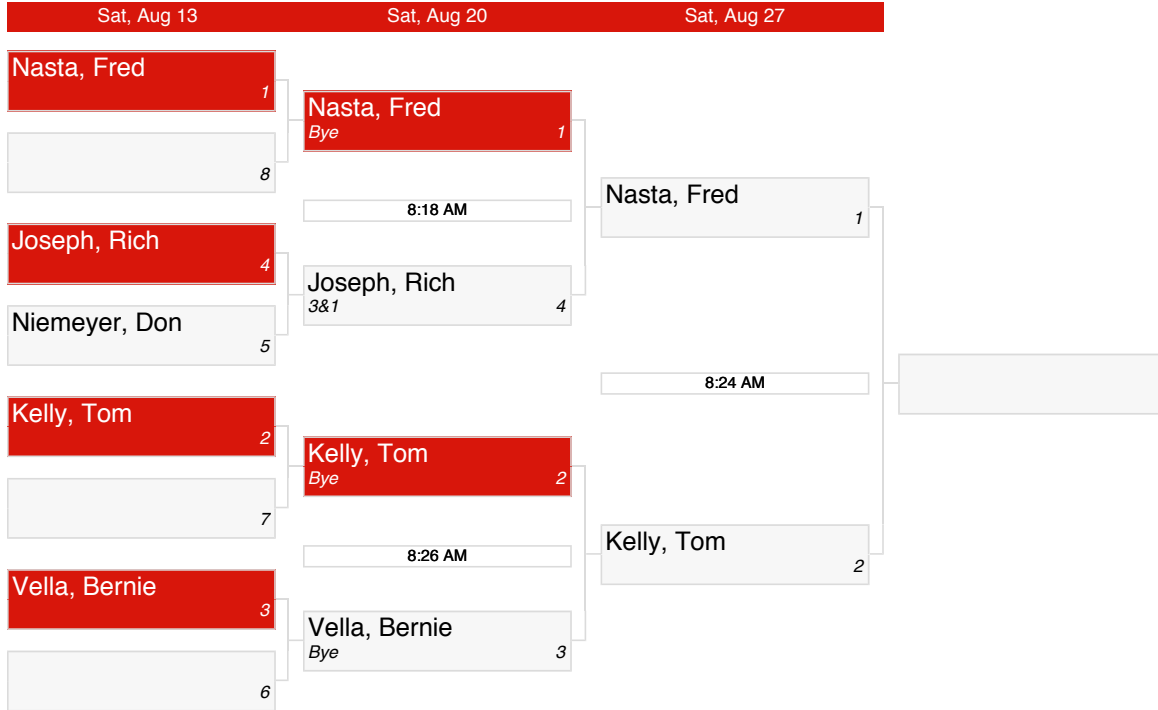 Sat, Aug 13
Sat, Aug 20
Sat, Aug 27
Nasta, Fred
1
8
Joseph, Rich
4
Niemeyer, Don
5
Kelly, Tom
2
7
Vella, Bernie
3
6
Nasta, Fred
Bye 1
8:18 AM
Joseph, Rich
3&1 4
Kelly, Tom
Bye 2
8:26 AM
Vella, Bernie
Bye 3
Nasta, Fred
1
8:24 AM
Kelly, Tom
2